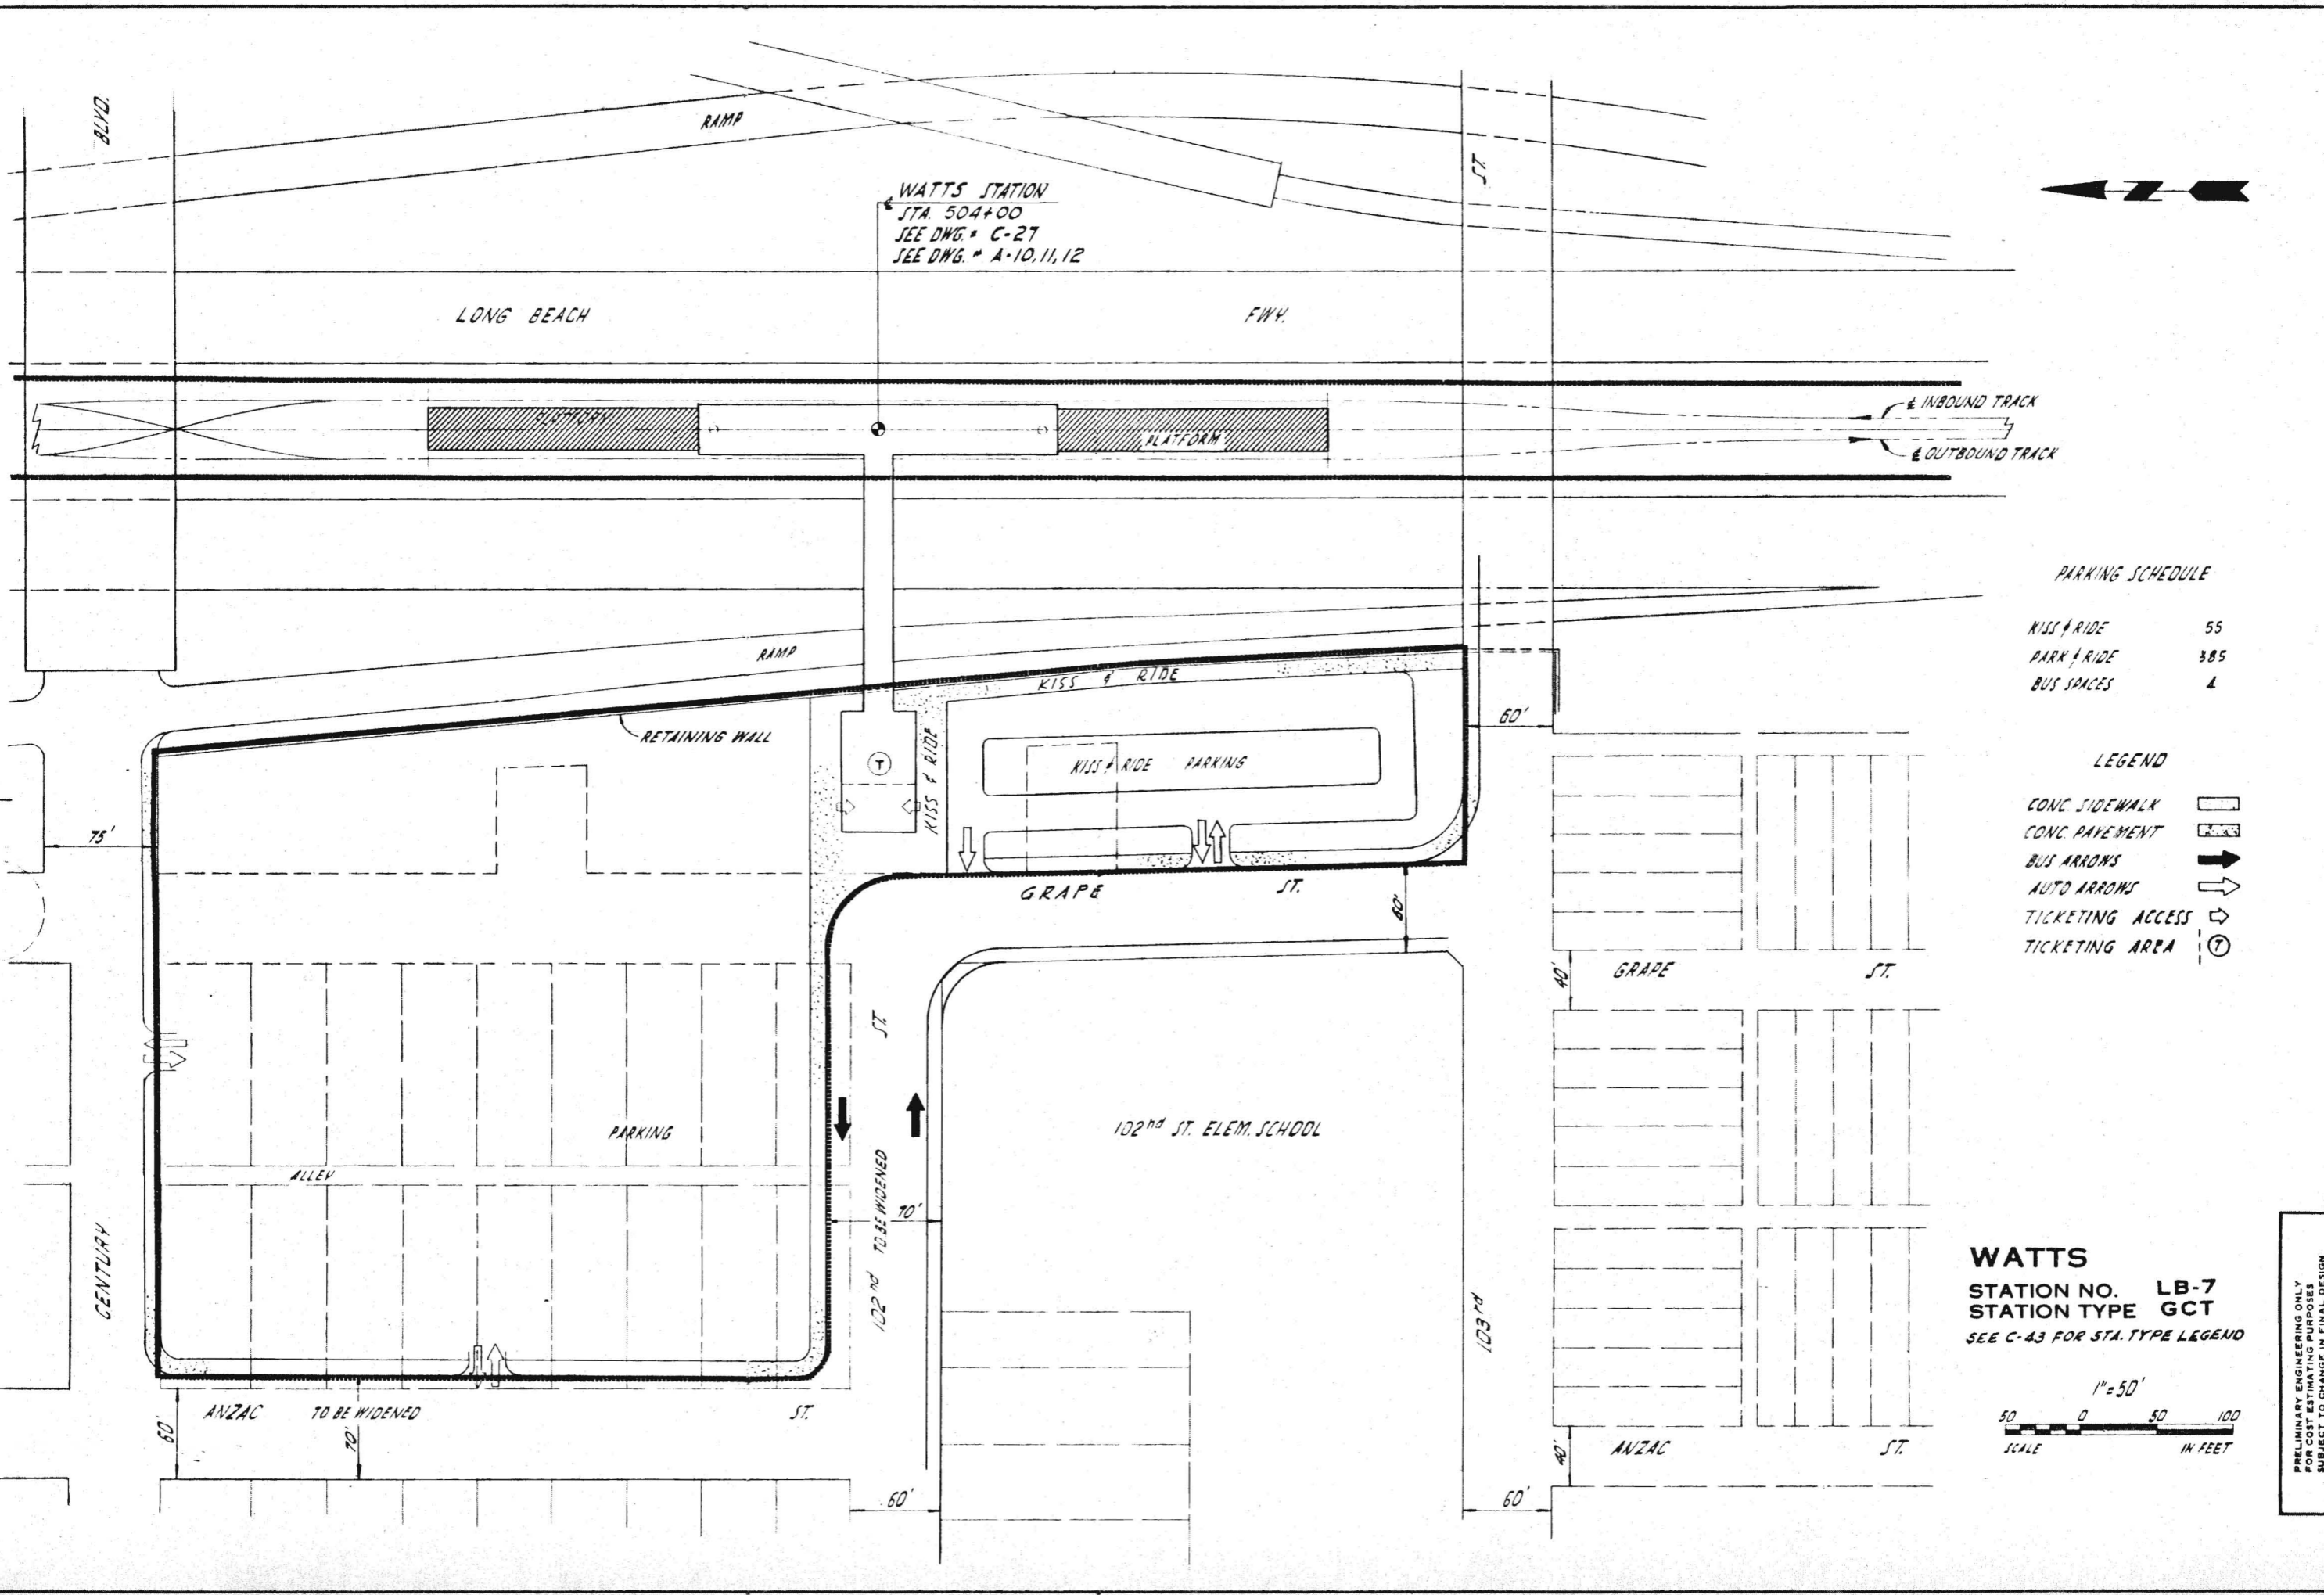 BLVD.
RAMP
ST.
WATTS STATION
STA. 504+00
SEE DWG. # C-27
SEE DWG. # A-10,11,12
LONG BEACH FWY.
PLATFORM
PLATFORM
℄ INBOUND TRACK
℄ OUTBOUND TRACK
RAMP
RETAINING WALL
KISS & RIDE
KISS & RIDE
T
KISS & RIDE PARKING
60'
75'
GRAPE ST.
60'
PARKING SCHEDULE
KISS & RIDE 55
PARK & RIDE 385
BUS SPACES 4
LEGEND
CONC. SIDEWALK
CONC. PAVEMENT
BUS ARROWS
AUTO ARROWS
TICKETING ACCESS
TICKETING AREA T
40'
GRAPE ST.
ST.
PARKING
ALLEY
102nd ST. ELEM. SCHOOL
102nd TO BE WIDENED
70'
CENTURY
103rd
ANZAC TO BE WIDENED ST.
60'
70'
60'
60'
40'
ANZAC ST.
WATTS
STATION NO. LB-7
STATION TYPE GCT
SEE C-43 FOR STA. TYPE LEGEND
1"=50'
50 0 50 100
SCALE IN FEET
PRELIMINARY ENGINEERING ONLY
FOR COST ESTIMATING PURPOSES
SUBJECT TO CHANGE IN FINAL DESIGN